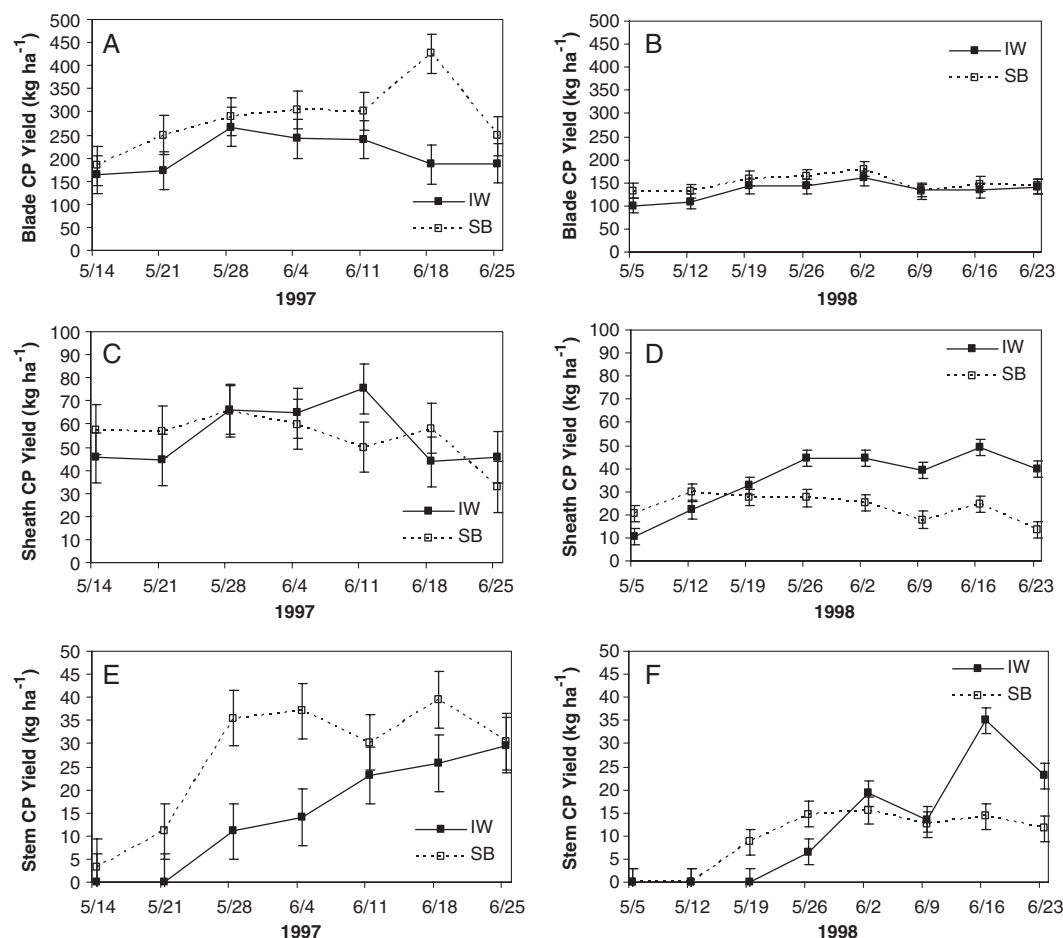 A
Blade CP Yield (kg ha⁻¹)
500
450
400
350
300
250
200
150
100
50
0
IW
SB
5/14 5/21 5/28 6/4 6/11 6/18 6/25
1997
B
Blade CP Yield (kg ha⁻¹)
500
450
400
350
300
250
200
150
100
50
0
IW
SB
5/5 5/12 5/19 5/26 6/2 6/9 6/16 6/23
1998
C
Sheath CP Yield (kg ha⁻¹)
100
90
80
70
60
50
40
30
20
10
0
IW
SB
5/14 5/21 5/28 6/4 6/11 6/18 6/25
1997
D
Sheath CP Yield (kg ha⁻¹)
100
90
80
70
60
50
40
30
20
10
0
IW
SB
5/5 5/12 5/19 5/26 6/2 6/9 6/16 6/23
1998
E
Stem CP Yield (kg ha⁻¹)
50
45
40
35
30
25
20
15
10
5
0
IW
SB
5/14 5/21 5/28 6/4 6/11 6/18 6/25
1997
F
Stem CP Yield (kg ha⁻¹)
50
45
40
35
30
25
20
15
10
5
0
IW
SB
5/5 5/12 5/19 5/26 6/2 6/9 6/16 6/23
1998